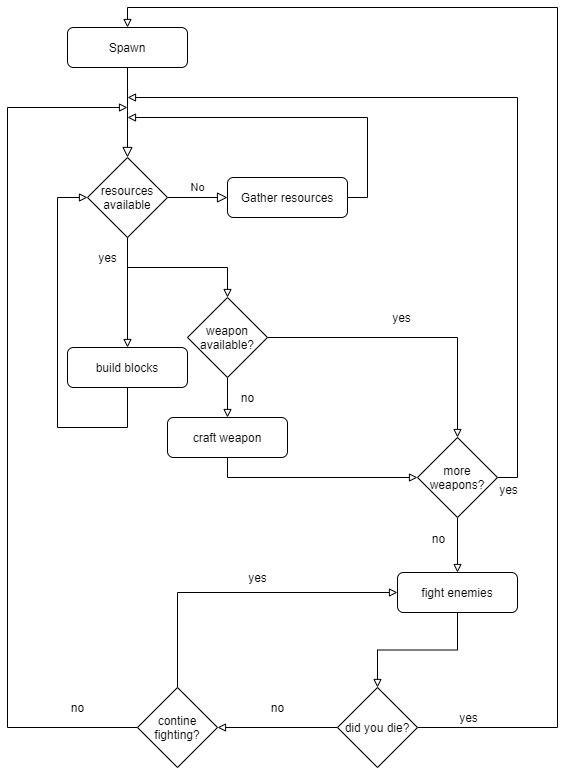 Spawn
resources
available
No
Gather resources
yes
weapon
available?
yes
build blocks
no
craft weapon
more
weapons?
yes
no
yes
fight enemies
no
contine
fighting?
no
did you die?
yes